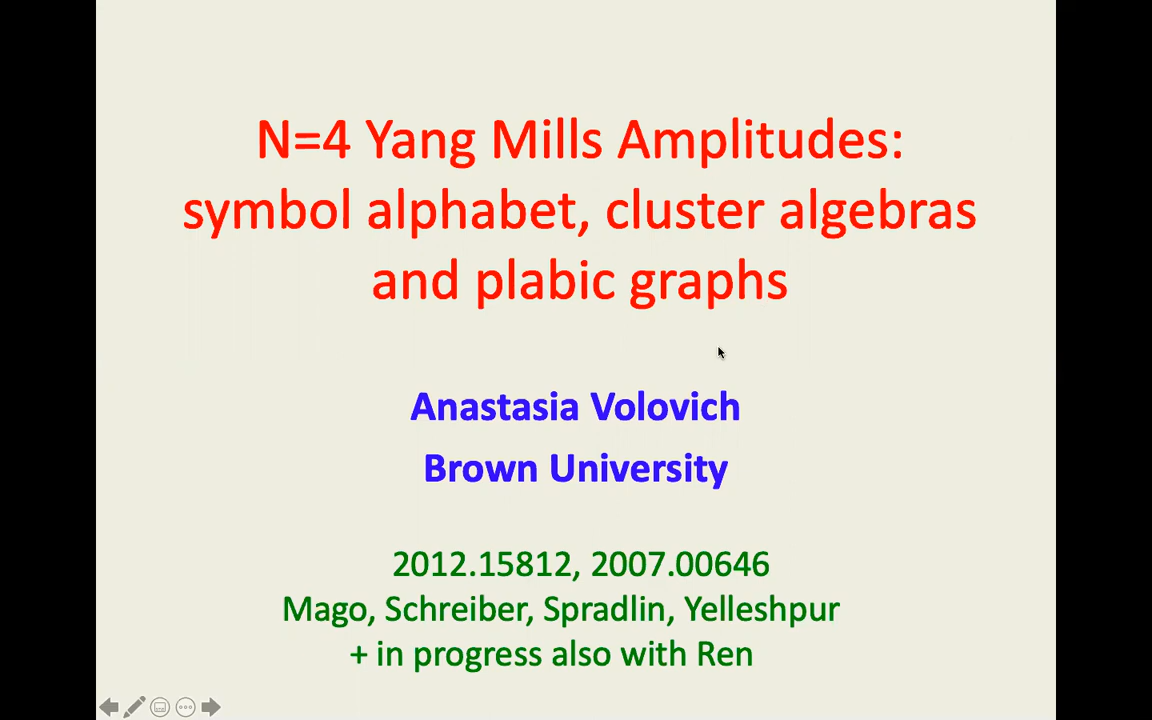 N=4 Yang Mills Amplitudes:
symbol alphabet, cluster algebras
and plabic graphs
Anastasia Volovich
Brown University
2012.15812, 2007.00646
Mago, Schreiber, Spradlin, Yelleshpur
+ in progress also with Ren